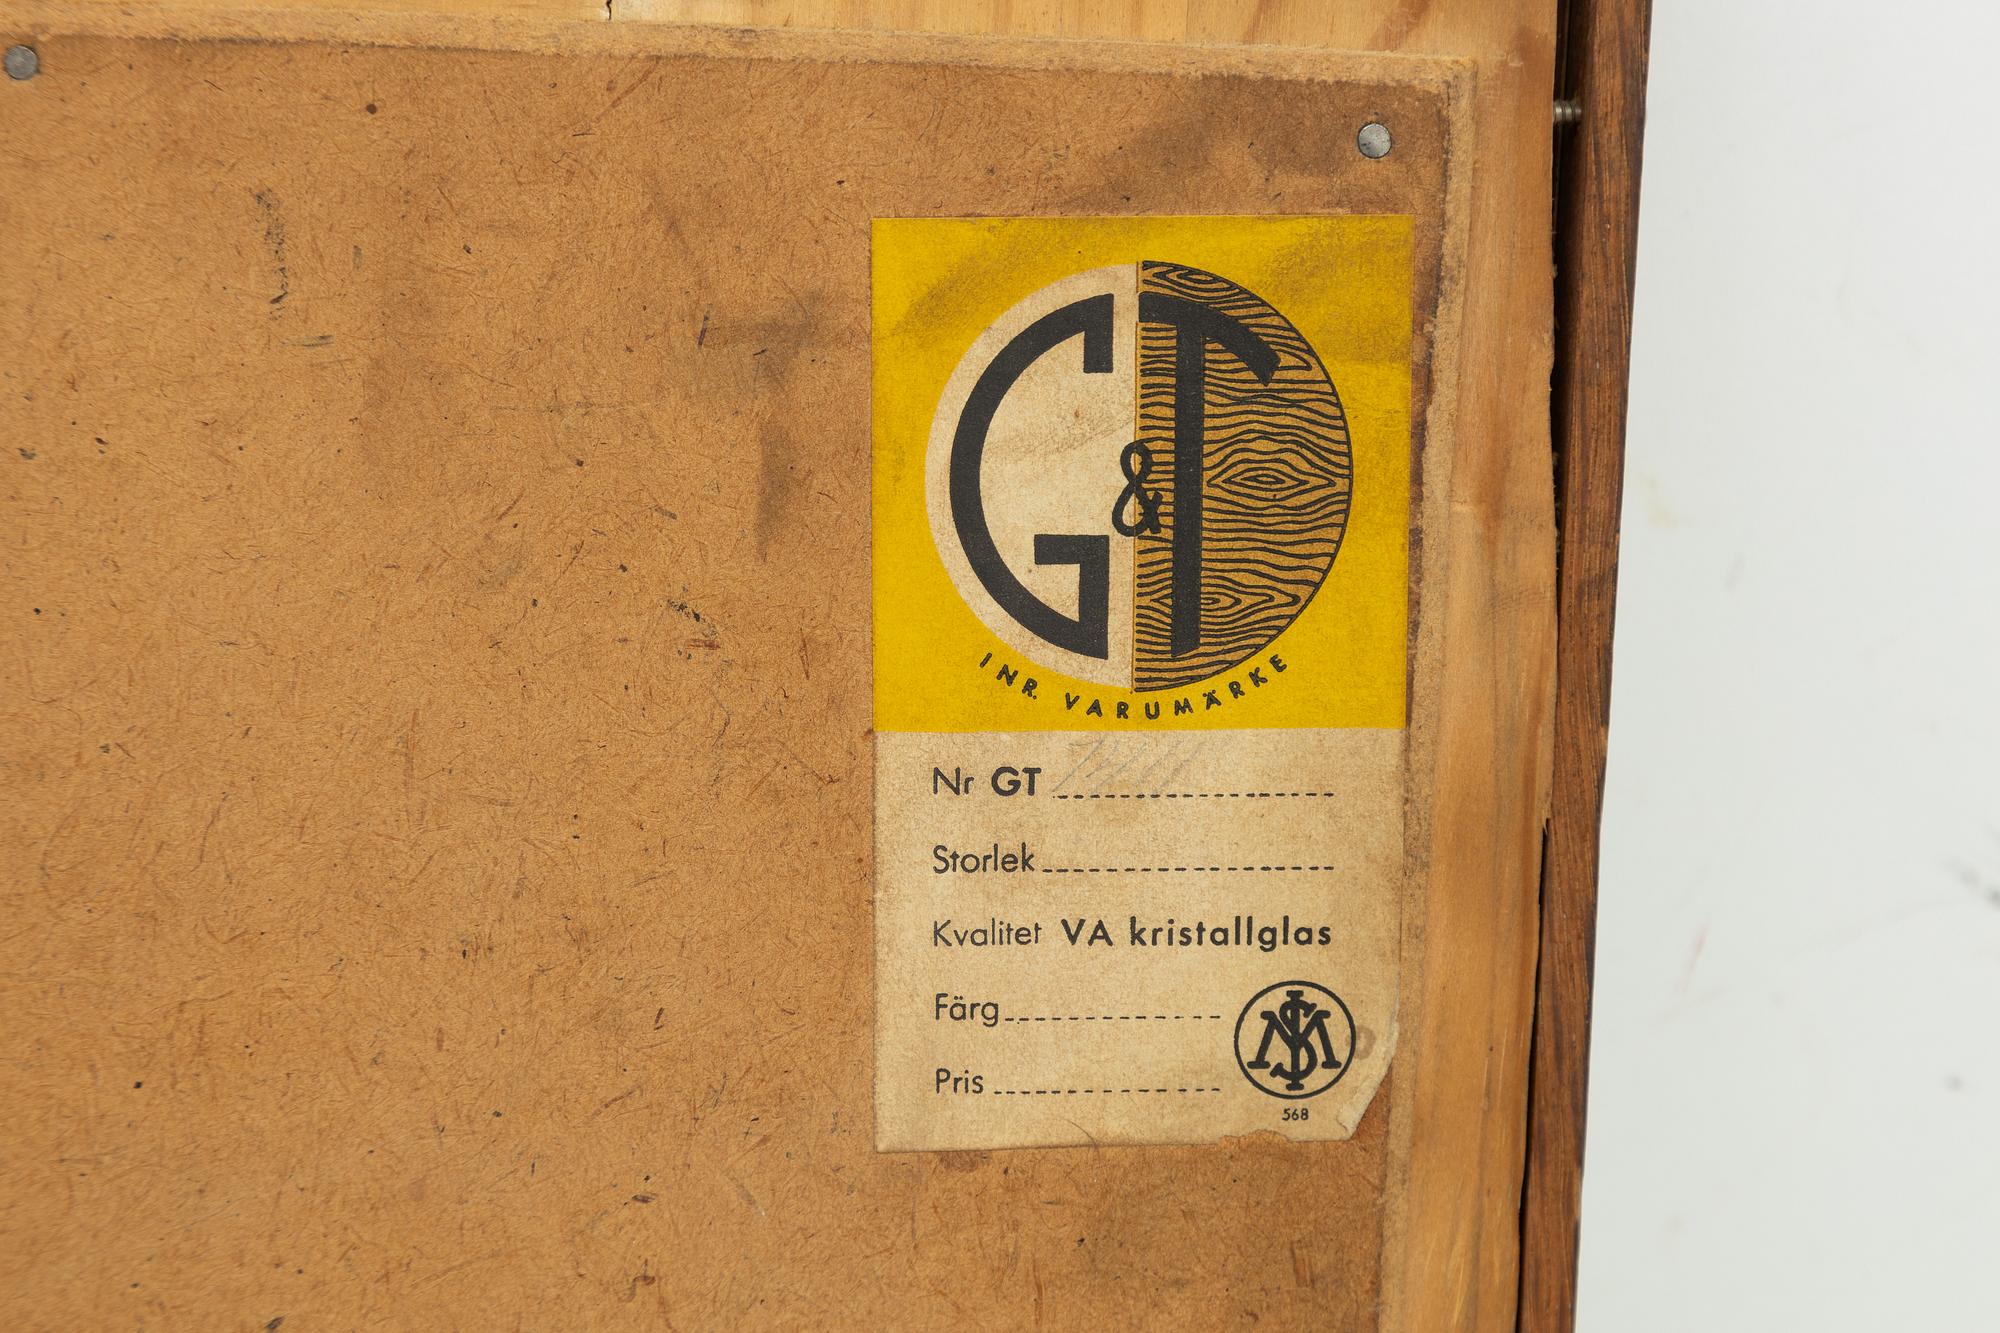 G&T
INR. VARUMÄRKE
Nr GT
Storlek
Kvalitet VA kristallglas
Färg
Pris
568